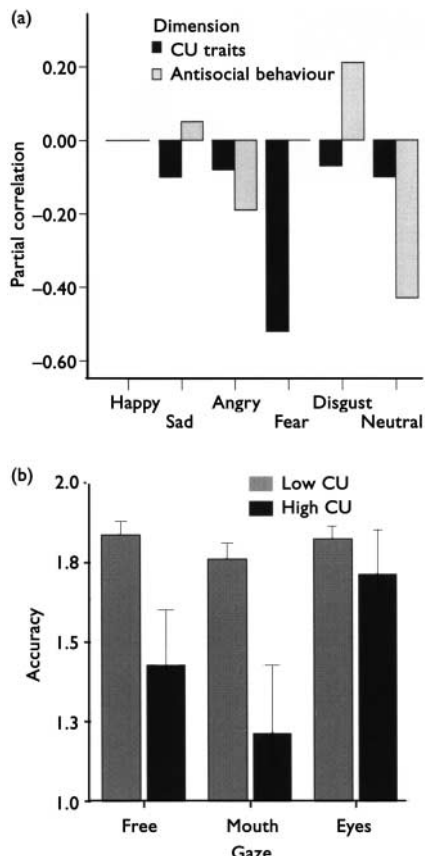 (a)
Dimension
CU traits
Antisocial behaviour
0.20
0.00
−0.20
−0.40
−0.60
Partial correlation
Happy
Sad
Angry
Fear
Disgust
Neutral
(b)
Low CU
High CU
2.0
1.8
1.5
1.3
1.0
Accuracy
Free
Mouth
Eyes
Gaze